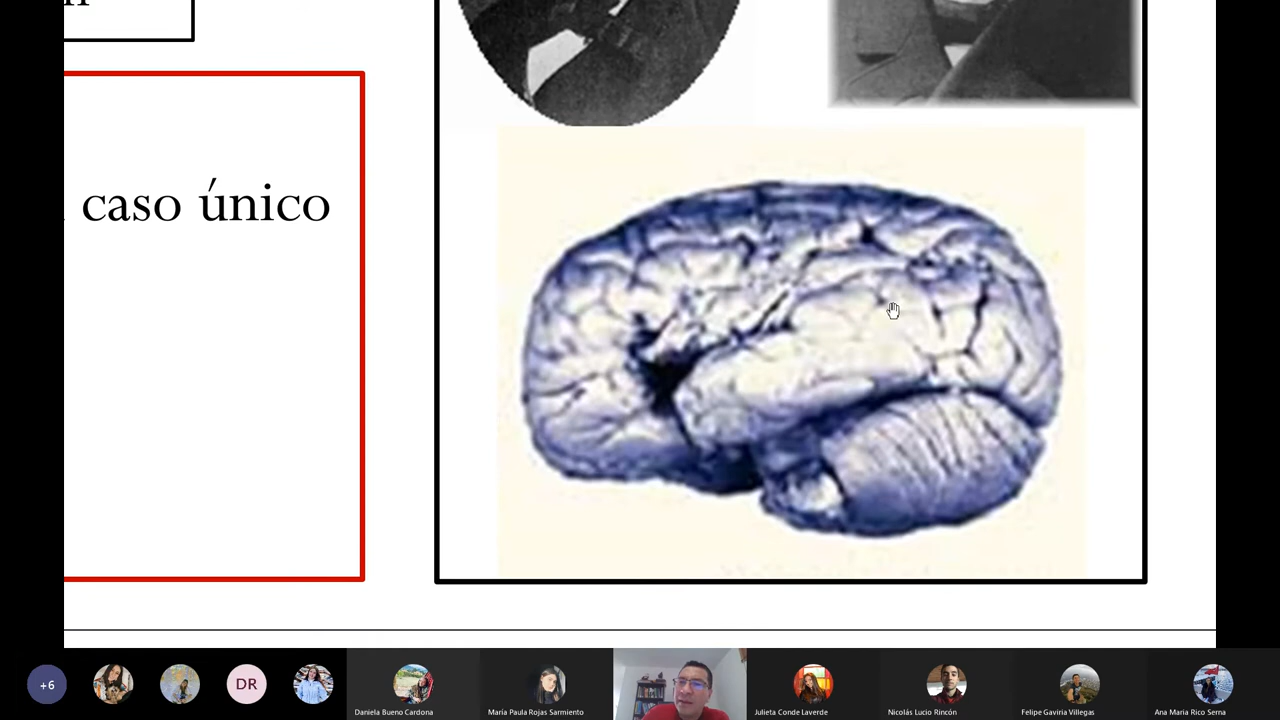 caso único
+6
DR
Daniela Bueno Cardona
María Paula Rojas Sarmiento
Julieta Conde Laverde
Nicolás Lucio Rincón
Felipe Gaviria Villegas
Ana Maria Rico Serna